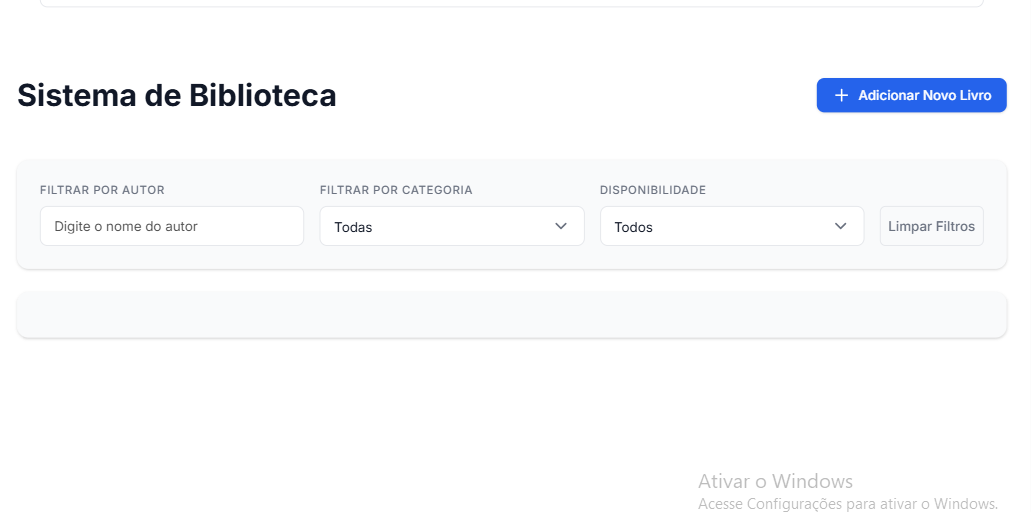 Sistema de Biblioteca
Adicionar Novo Livro
FILTRAR POR AUTOR
FILTRAR POR CATEGORIA
DISPONIBILIDADE
Digite o nome do autor
Todas
Todos
Limpar Filtros
Ativar o Windows
Acesse Configurações para ativar o Windows.